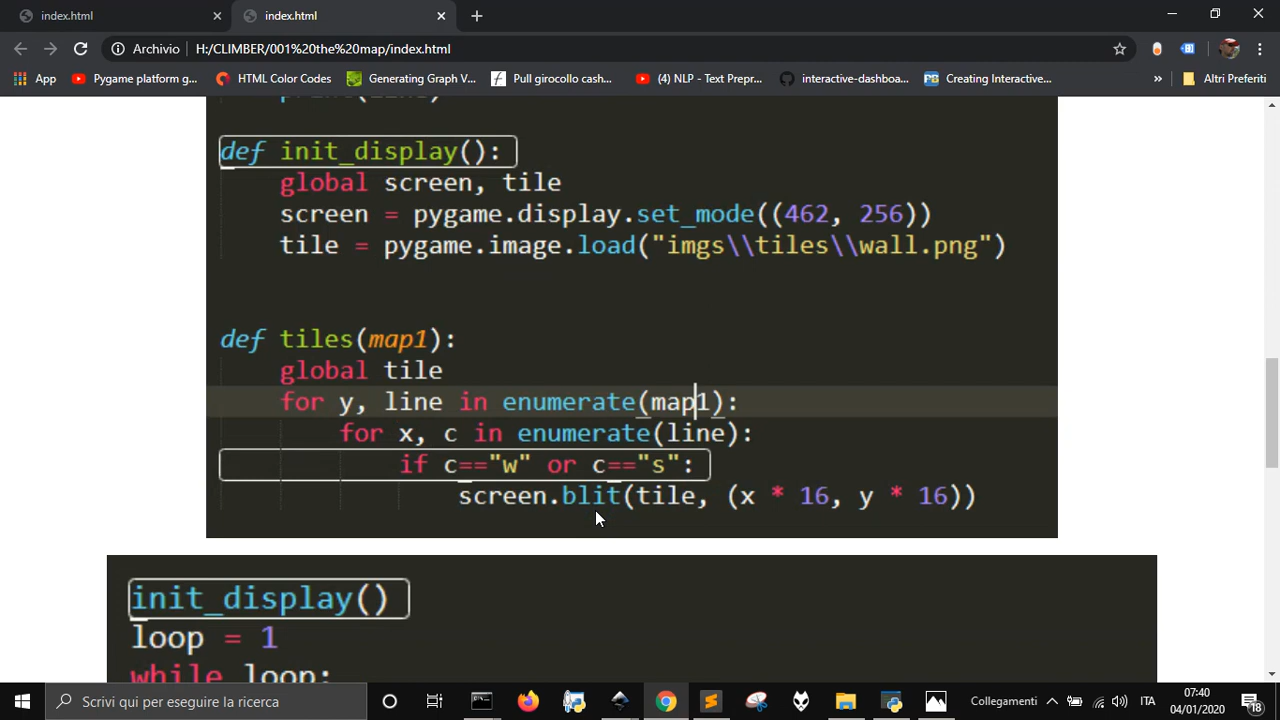 index.html
index.html
Archivio
H:/CLIMBER/001%20the%20map/index.html
App
Pygame platform g...
HTML Color Codes
Generating Graph V...
Pull girocollo cash...
(4) NLP - Text Prepr...
interactive-dashboa...
Creating Interactive...
»
Altri Preferiti
def init_display():
global screen, tile
screen = pygame.display.set_mode((462, 256))
tile = pygame.image.load("imgs\\tiles\\wall.png")
def tiles(map1):
global tile
for y, line in enumerate(map1):
for x, c in enumerate(line):
if c=="w" or c=="s":
screen.blit(tile, (x * 16, y * 16))
init_display()
loop = 1
while loop:
Scrivi qui per eseguire la ricerca
Collegamenti
ITA
07:40
04/01/2020
18